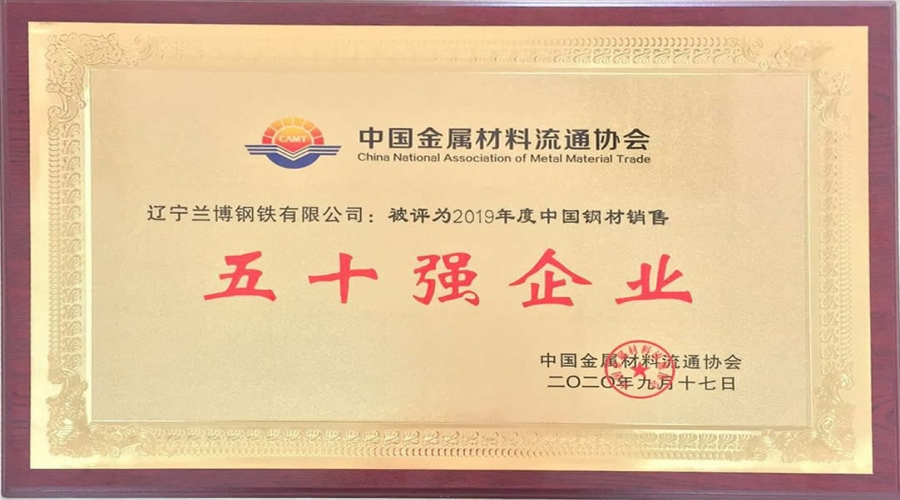 CAMT
中国金属材料流通协会
China National Association of Metal Material Trade
辽宁兰博钢铁有限公司：被评为2019年度中国钢材销售
五十强企业
中国金属材料流通协会
二〇二〇年九月十七日